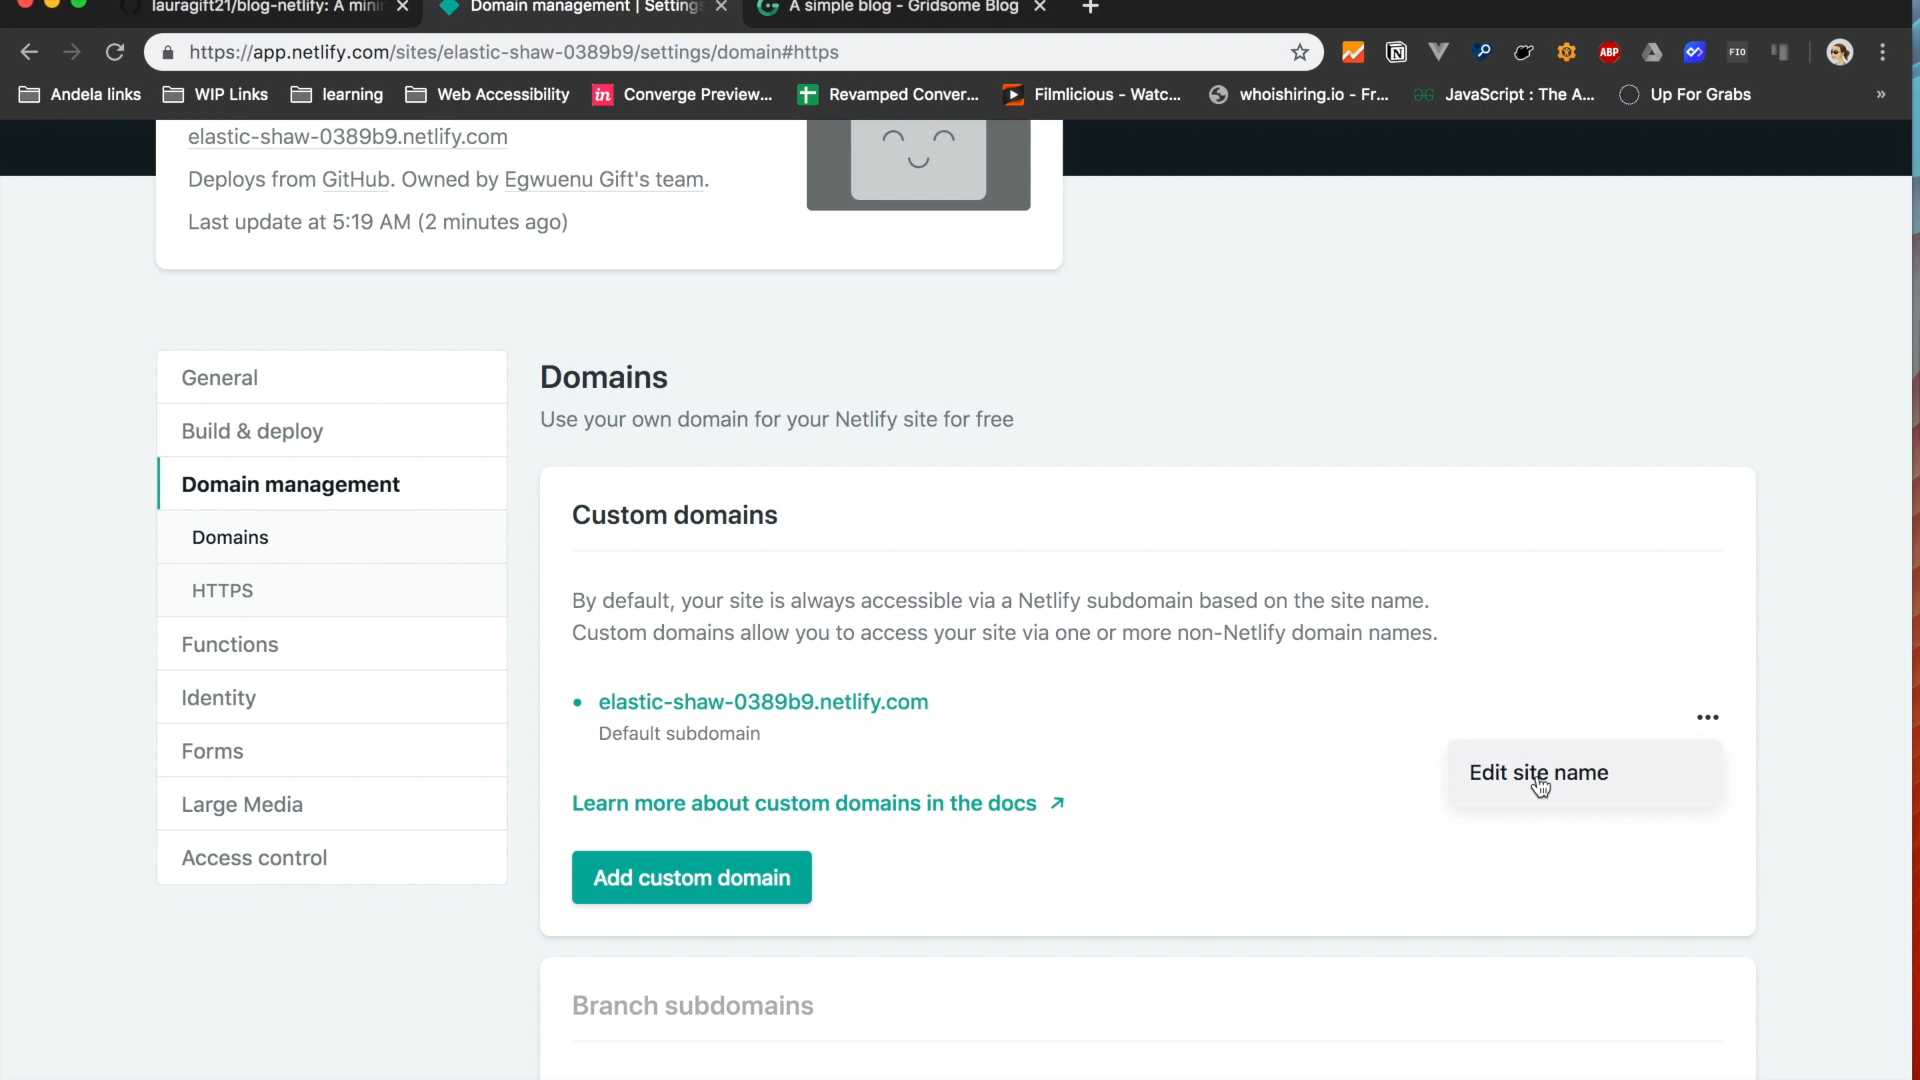 lauragift21/blog-netlify: A mini
Domain management | Settings
A simple blog - Gridsome Blog
https://app.netlify.com/sites/elastic-shaw-0389b9/settings/domain#https
ABP
FIO
Andela links
WIP Links
learning
Web Accessibility
in
Converge Preview...
Revamped Conver...
Filmlicious - Watc...
whoishiring.io - Fr...
JavaScript : The A...
Up For Grabs
»
elastic-shaw-0389b9.netlify.com
Deploys from GitHub. Owned by Egwuenu Gift's team.
Last update at 5:19 AM (2 minutes ago)
General
Build & deploy
Domain management
Domains
HTTPS
Functions
Identity
Forms
Large Media
Access control
Domains
Use your own domain for your Netlify site for free
Custom domains
By default, your site is always accessible via a Netlify subdomain based on the site name.
Custom domains allow you to access your site via one or more non-Netlify domain names.
elastic-shaw-0389b9.netlify.com
Default subdomain
Edit site name
Learn more about custom domains in the docs
Add custom domain
Branch subdomains